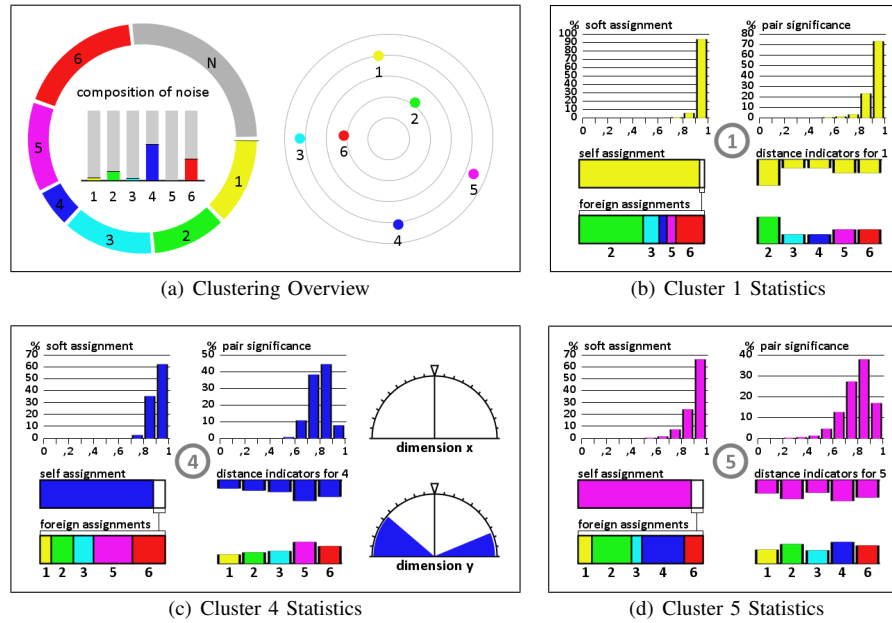 6
N
composition of noise
5
1
4
3
2
1 2 3 4 5 6
1
2
3
6
5
4
(a) Clustering Overview
% soft assignment
100
90
80
70
60
50
40
30
20
10
0
0 ,2 ,4 ,6 ,8 1
% pair significance
80
70
60
50
40
30
20
10
0
0 ,2 ,4 ,6 ,8 1
1
self assignment
distance indicators for 1
foreign assignments
2 3 5 6
2 3 4 5 6
(b) Cluster 1 Statistics
% soft assignment
70
60
50
40
30
20
10
0
0 ,2 ,4 ,6 ,8 1
% pair significance
50
40
30
20
10
0
0 ,2 ,4 ,6 ,8 1
dimension x
4
self assignment
distance indicators for 4
foreign assignments
1 2 3 5 6
1 2 3 5 6
dimension y
(c) Cluster 4 Statistics
% soft assignment
70
60
50
40
30
20
10
0
0 ,2 ,4 ,6 ,8 1
% pair significance
40
30
20
10
0
0 ,2 ,4 ,6 ,8 1
5
self assignment
distance indicators for 5
foreign assignments
1 2 3 4 6
1 2 3 4 6
(d) Cluster 5 Statistics